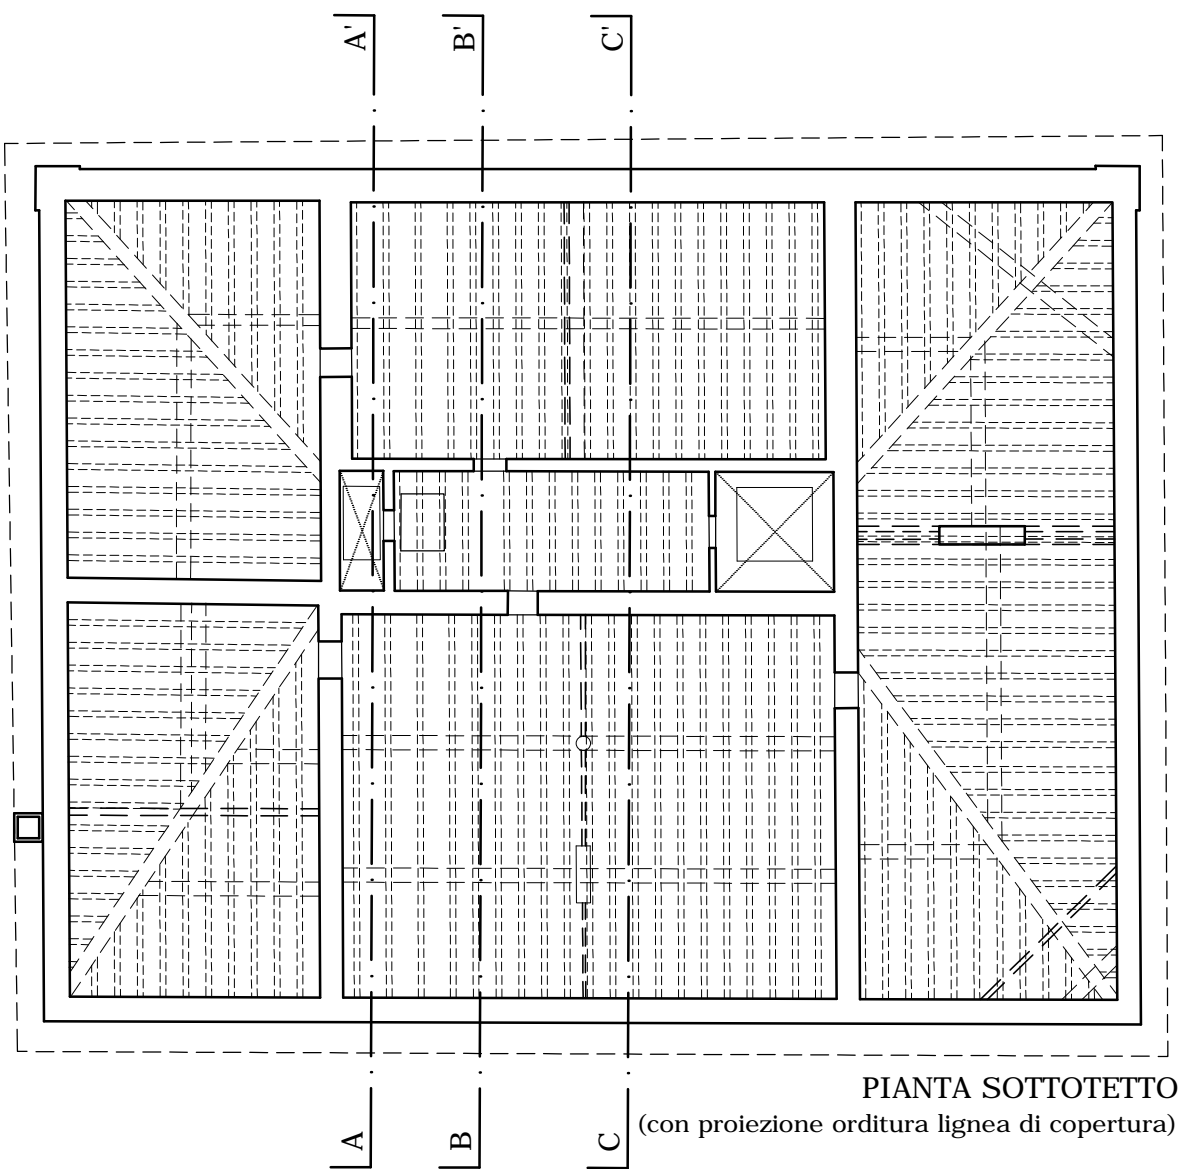 A'
B'
C'
PIANTA SOTTOTETTO
(con proiezione orditura lignea di copertura)
A
B
C